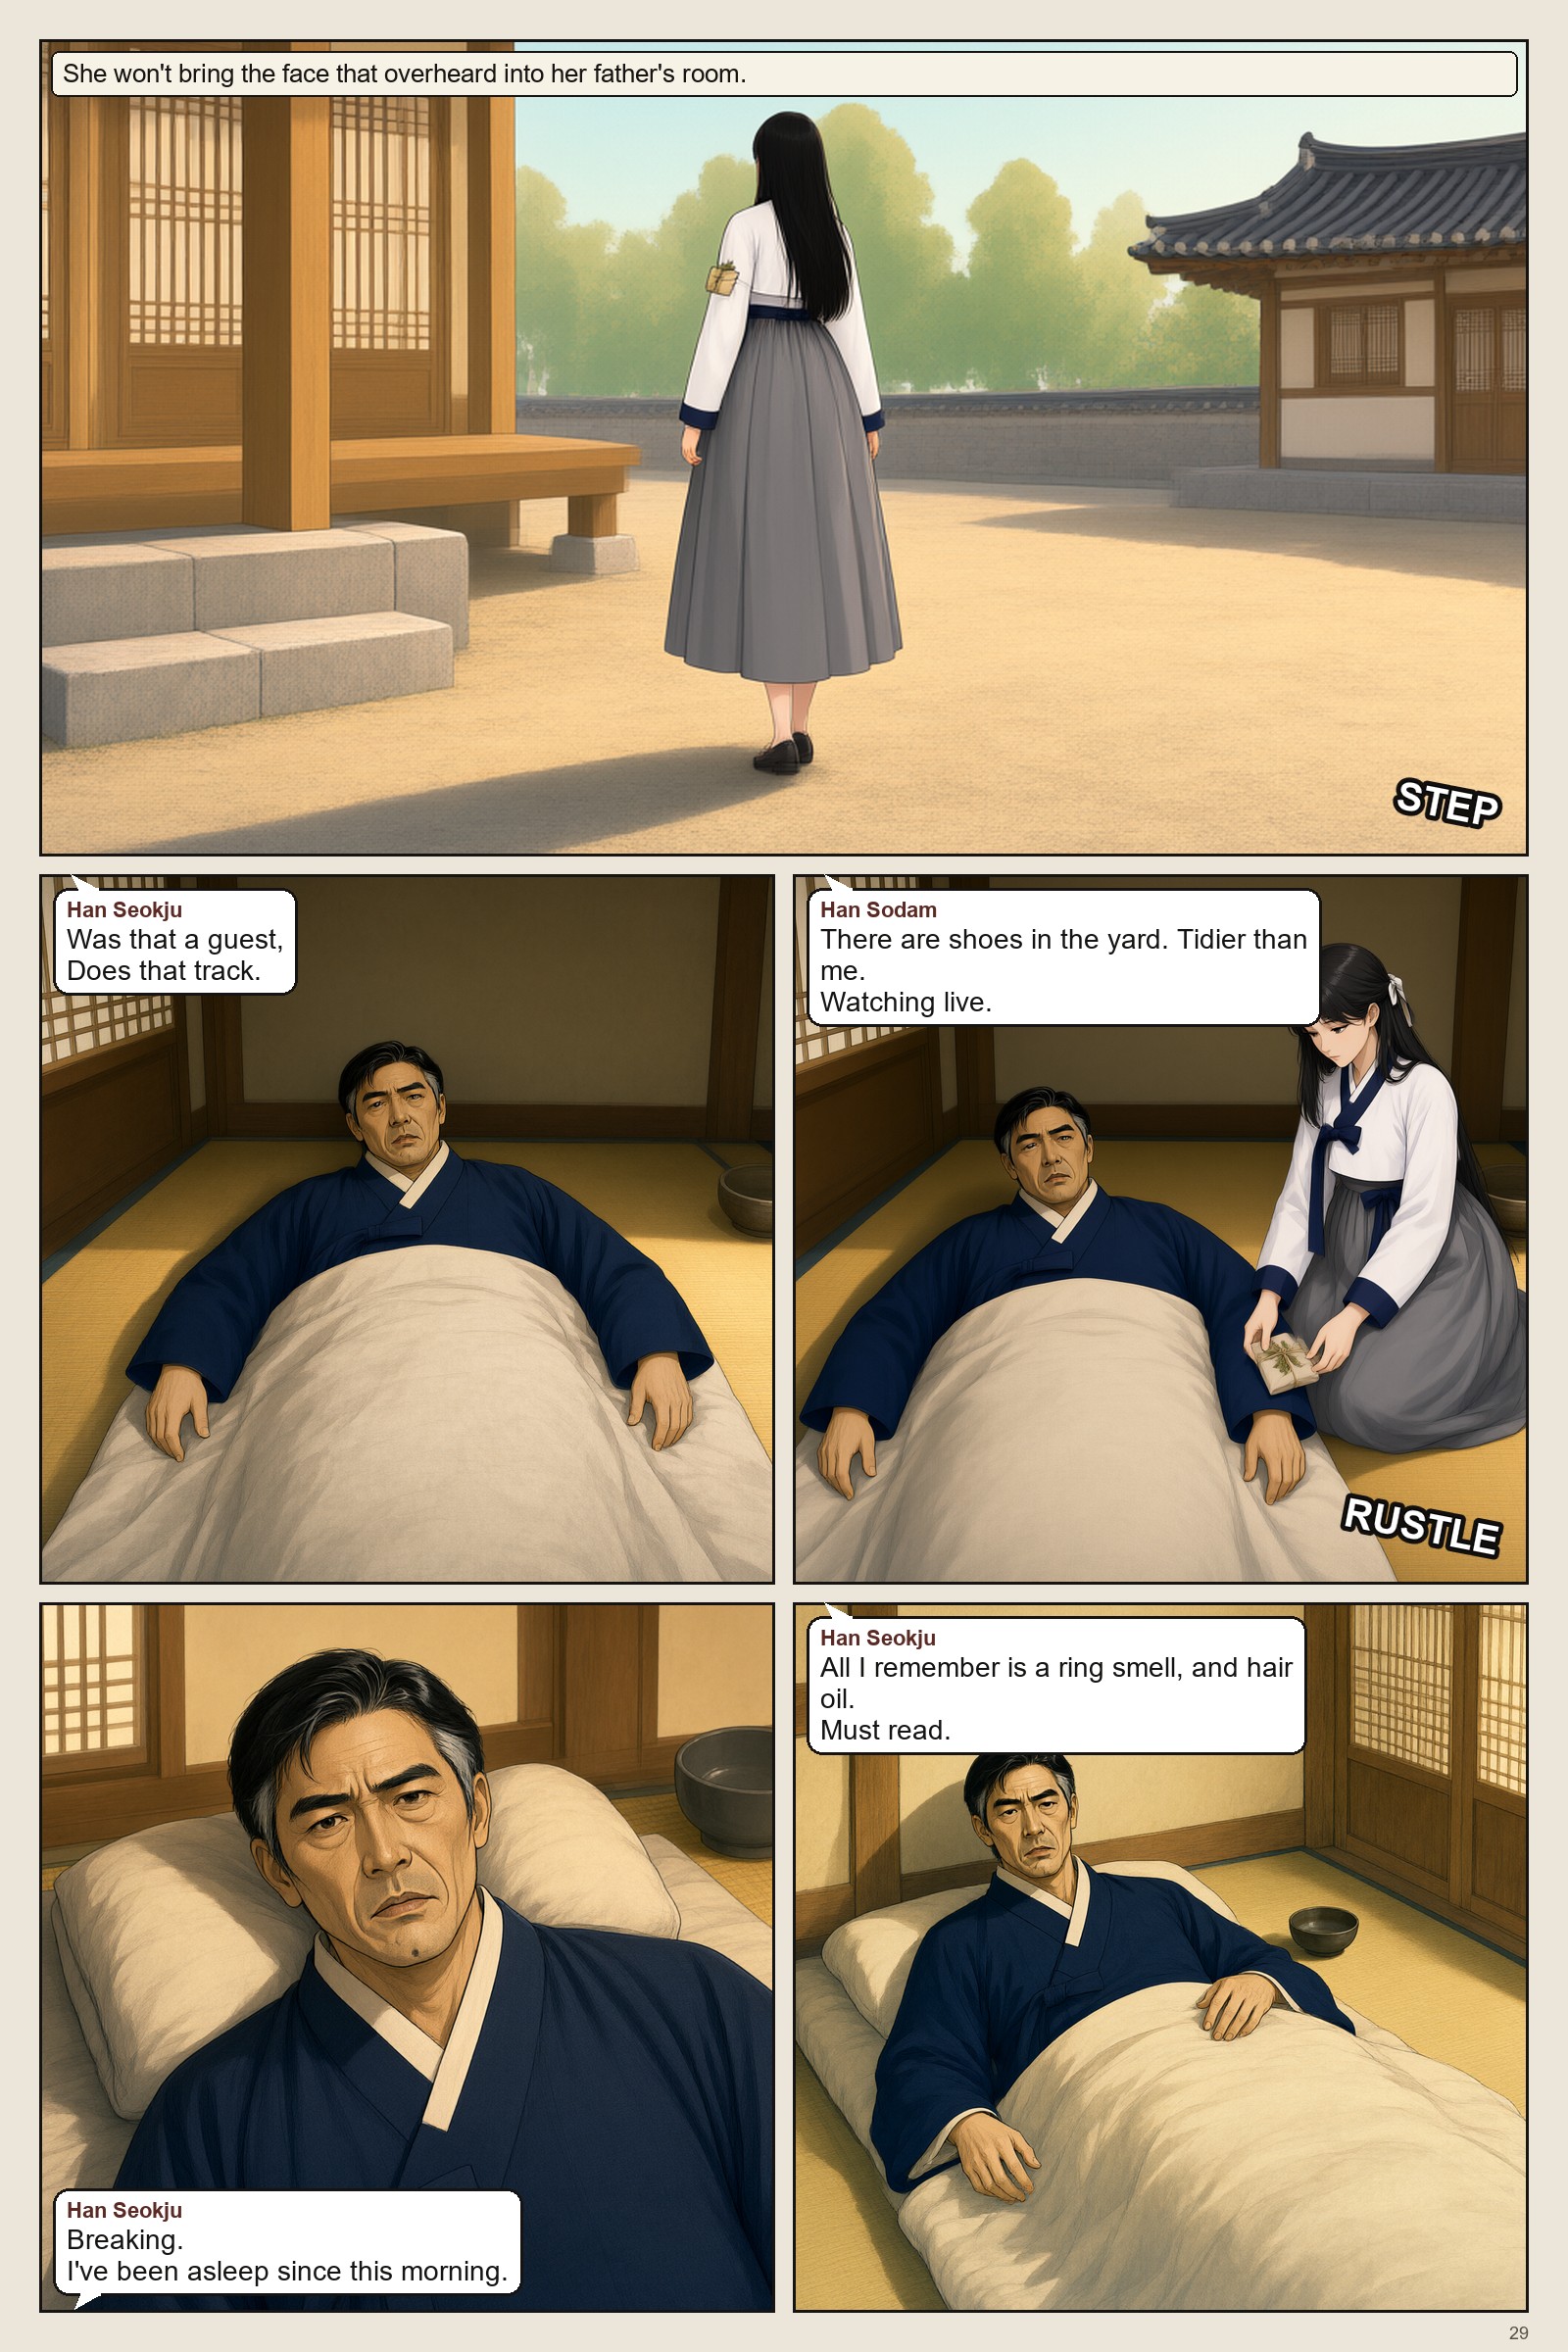 She won't bring the face that overheard into her father's room.
STEP
Han Seokju
Was that a guest,
Does that track.
Han Sodam
There are shoes in the yard. Tidier than
me.
Watching live.
RUSTLE
Han Seokju
Breaking.
I've been asleep since this morning.
Han Seokju
All I remember is a ring smell, and hair
oil.
Must read.
29